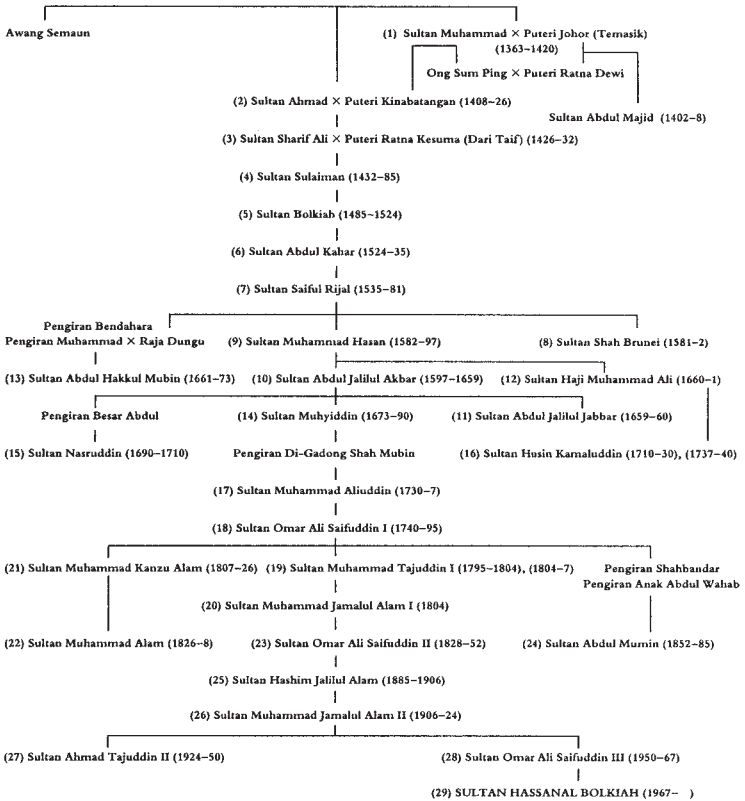 Awang Semaun
(1) Sultan Muhammad × Puteri Johor (Temasik)
(1363–1420)
Ong Sum Ping × Puteri Ratna Dewi
(2) Sultan Ahmad × Puteri Kinabatangan (1408–26)
Sultan Abdul Majid (1402–8)
(3) Sultan Sharif Ali × Puteri Ratna Kesuma (Dari Taif) (1426–32)
(4) Sultan Sulaiman (1432–85)
(5) Sultan Bolkiah (1485–1524)
(6) Sultan Abdul Kahar (1524–35)
(7) Sultan Saiful Rijal (1535–81)
Pengiran Bendahara
Pengiran Muhammad × Raja Dungu
(9) Sultan Muhammad Hasan (1582–97)
(8) Sultan Shah Brunei (1581–2)
(13) Sultan Abdul Hakkul Mubin (1661–73)
(10) Sultan Abdul Jalilul Akbar (1597–1659)
(12) Sultan Haji Muhammad Ali (1660–1)
Pengiran Besar Abdul
(14) Sultan Muhyiddin (1673–90)
(11) Sultan Abdul Jalilul Jabbar (1659–60)
(15) Sultan Nasruddin (1690–1710)
Pengiran Di-Gadong Shah Mubin
(16) Sultan Husin Kamaluddin (1710–30), (1737–40)
(17) Sultan Muhammad Aliuddin (1730–7)
(18) Sultan Omar Ali Saifuddin I (1740–95)
(21) Sultan Muhammad Kanzu Alam (1807–26)
(19) Sultan Muhammad Tajuddin I (1795–1804), (1804–7)
Pengiran Shahbandar
Pengiran Anak Abdul Wahab
(20) Sultan Muhammad Jamalul Alam I (1804)
(22) Sultan Muhammad Alam (1826–8)
(23) Sultan Omar Ali Saifuddin II (1828–52)
(24) Sultan Abdul Mumin (1852–85)
(25) Sultan Hashim Jalilul Alam (1885–1906)
(26) Sultan Muhammad Jamalul Alam II (1906–24)
(27) Sultan Ahmad Tajuddin II (1924–50)
(28) Sultan Omar Ali Saifuddin III (1950–67)
(29) SULTAN HASSANAL BOLKIAH (1967– )